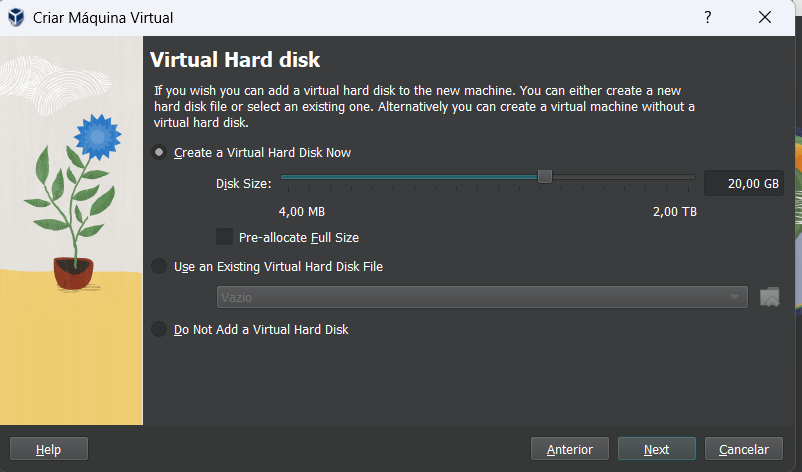 Criar Máquina Virtual
?
Virtual Hard disk
If you wish you can add a virtual hard disk to the new machine. You can either create a new
hard disk file or select an existing one. Alternatively you can create a virtual machine without a
virtual hard disk.
Create a Virtual Hard Disk Now
Disk Size:
20,00 GB
4,00 MB
2,00 TB
Pre-allocate Full Size
Use an Existing Virtual Hard Disk File
Vazio
Do Not Add a Virtual Hard Disk
Help
Anterior
Next
Cancelar